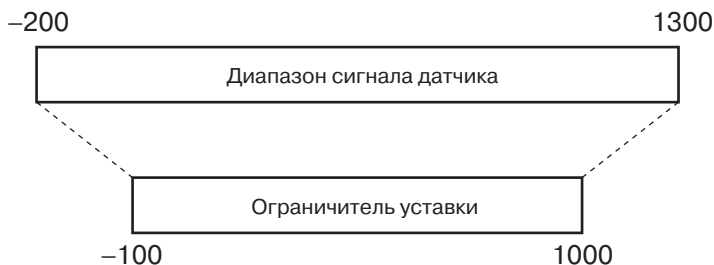 –200 1300
Диапазон сигнала датчика
Ограничитель уставки
–100 1000